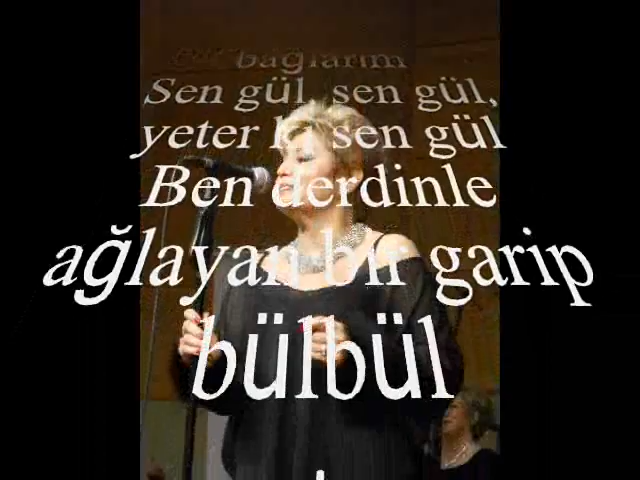 bağlarım
Sen gül, sen gül,
yeter ki sen gül
Ben derdinle
ağlayan bir garip
bülbül